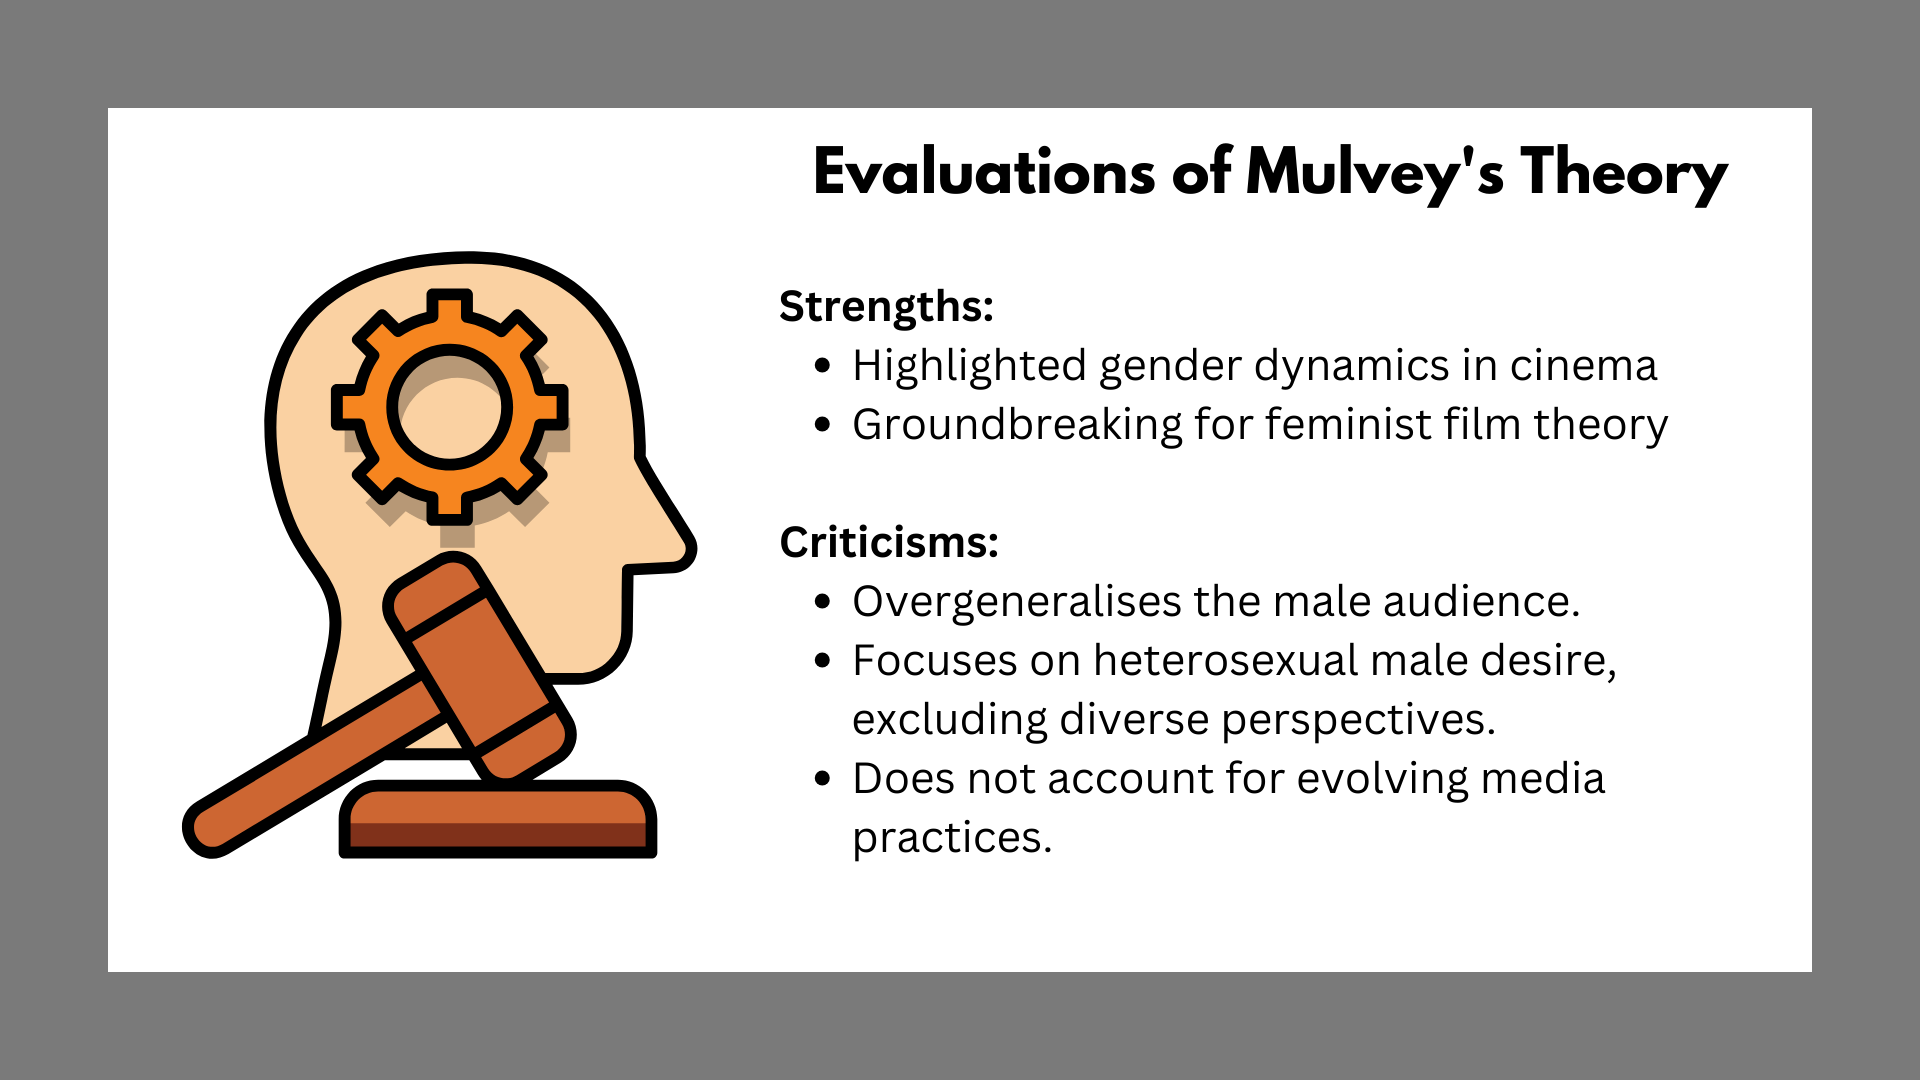 Evaluations of Mulvey's Theory
Strengths:
• Highlighted gender dynamics in cinema
• Groundbreaking for feminist film theory
Criticisms:
• Overgeneralises the male audience.
• Focuses on heterosexual male desire,
excluding diverse perspectives.
• Does not account for evolving media
practices.